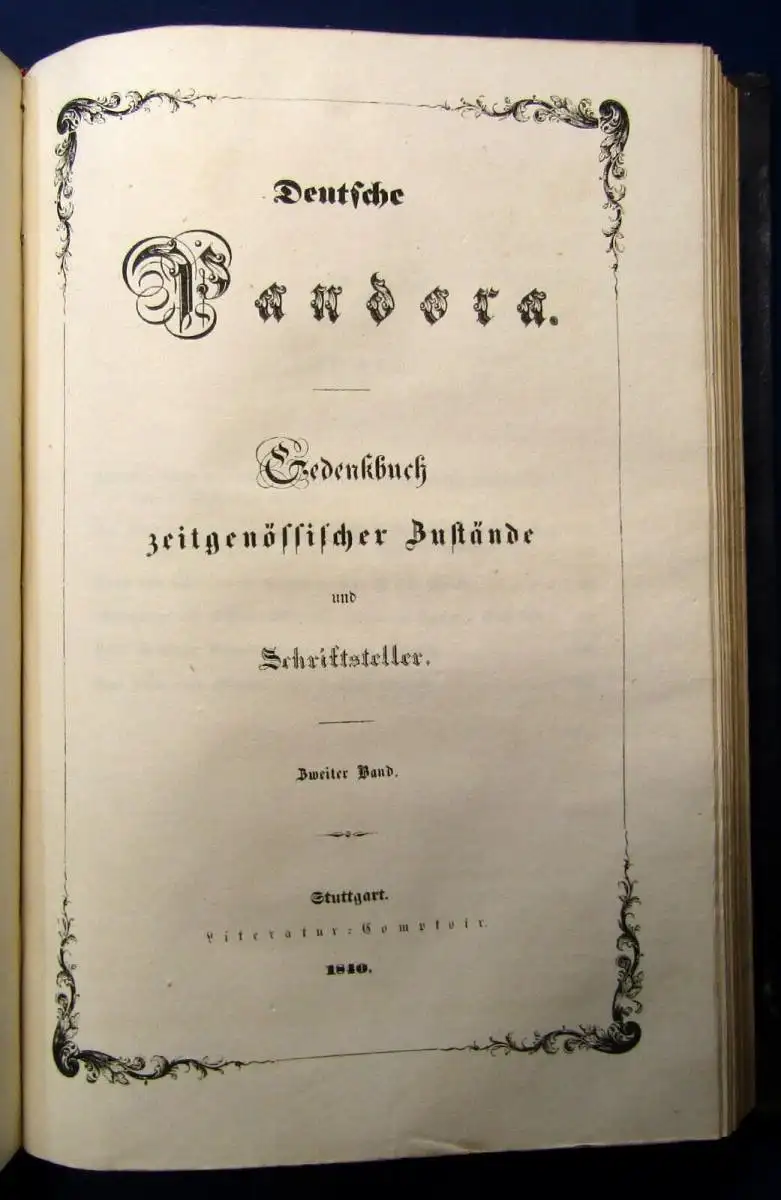 Deutsche
Pandora.
Gedenkbuch
zeitgenössischer Zustände
und
Schriftsteller.
Zweiter Band.
Stuttgart.
Literatur-Comptoir.
1840.